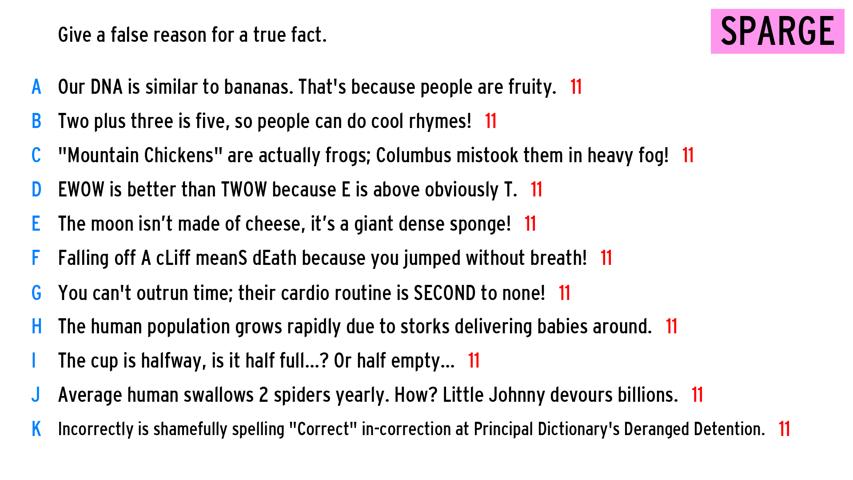 Give a false reason for a true fact.
SPARGE
A Our DNA is similar to bananas. That's because people are fruity. 11
B Two plus three is five, so people can do cool rhymes! 11
C "Mountain Chickens" are actually frogs; Columbus mistook them in heavy fog! 11
D EWOW is better than TWOW because E is above obviously T. 11
E The moon isn’t made of cheese, it’s a giant dense sponge! 11
F Falling off A cLiff meanS dEath because you jumped without breath! 11
G You can't outrun time; their cardio routine is SECOND to none! 11
H The human population grows rapidly due to storks delivering babies around. 11
I The cup is halfway, is it half full...? Or half empty... 11
J Average human swallows 2 spiders yearly. How? Little Johnny devours billions. 11
K Incorrectly is shamefully spelling "Correct" in-correction at Principal Dictionary's Deranged Detention. 11